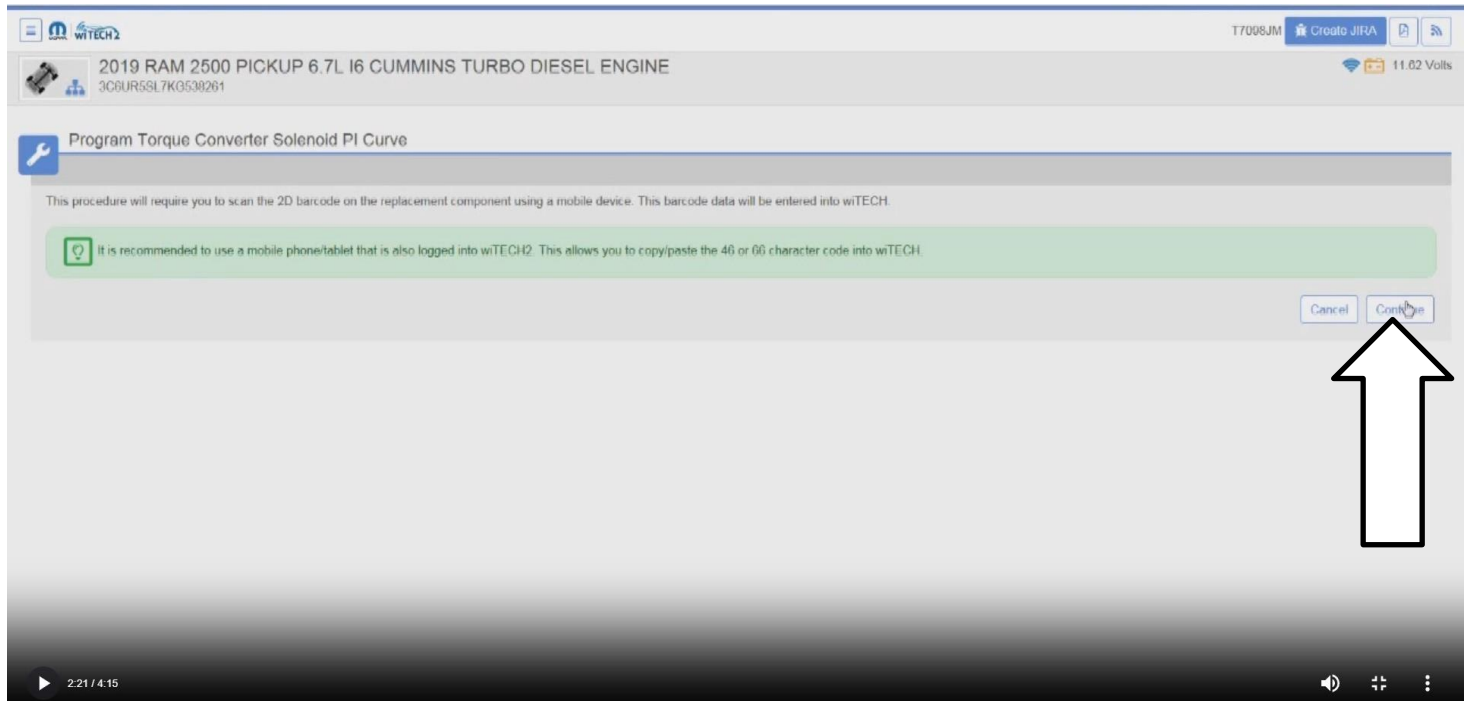 wiTECH2
T7098JM
Create JIRA
2019 RAM 2500 PICKUP 6.7L I6 CUMMINS TURBO DIESEL ENGINE
3C6UR5SL7KG538261
11.62 Volts
Program Torque Converter Solenoid PI Curve
This procedure will require you to scan the 2D barcode on the replacement component using a mobile device. This barcode data will be entered into wiTECH.
It is recommended to use a mobile phone/tablet that is also logged into wiTECH2. This allows you to copy/paste the 46 or 66 character code into wiTECH.
Cancel
Continue
2:21 / 4:15